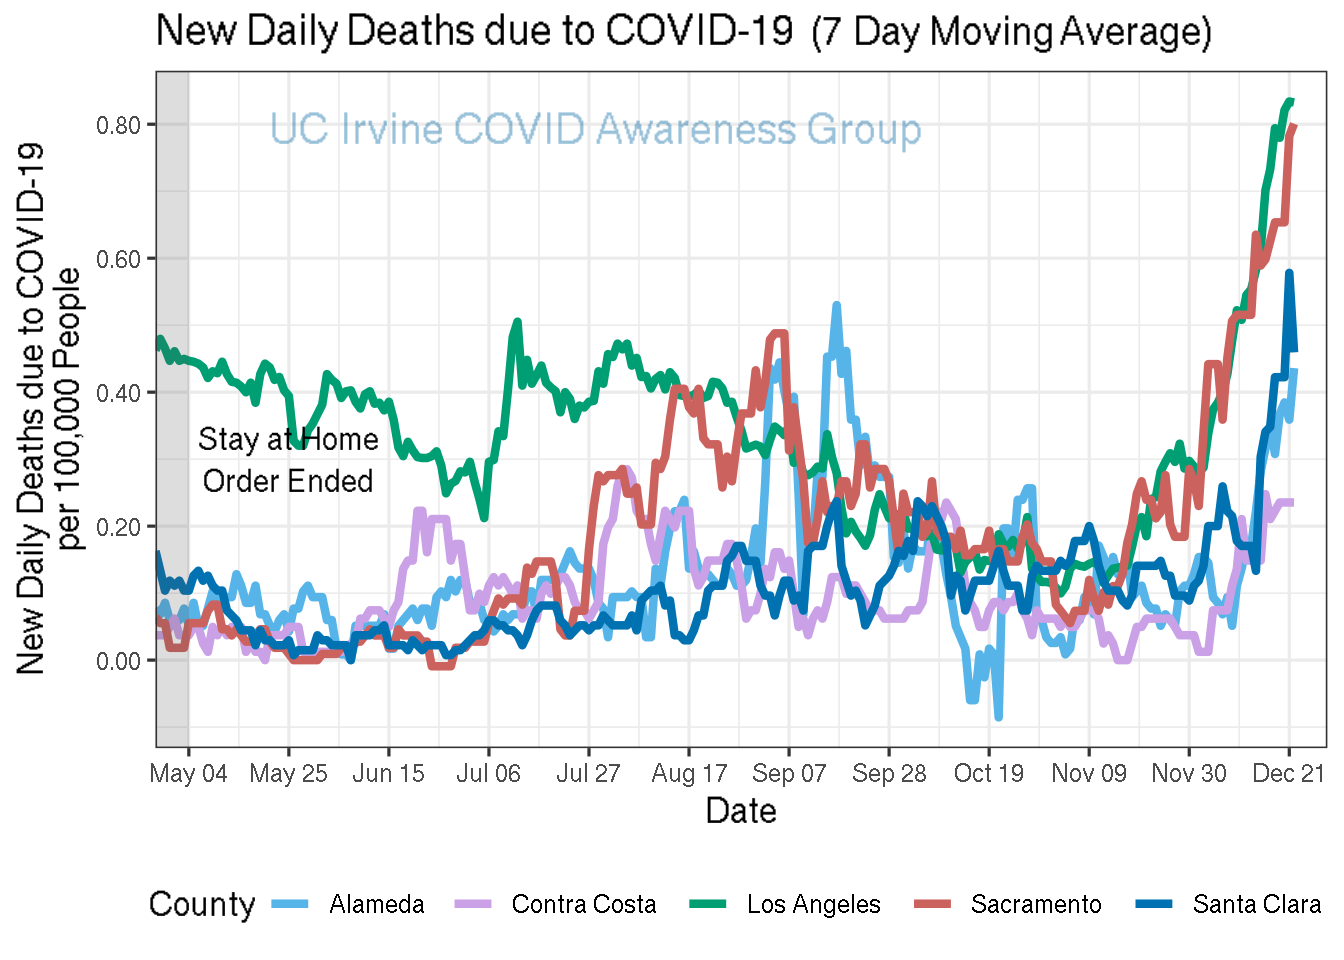 New Daily Deaths due to COVID-19 (7 Day Moving Average)
UC Irvine COVID Awareness Group
New Daily Deaths due to COVID-19
per 100,000 People
0.80
0.60
0.40
0.20
0.00
Stay at Home
Order Ended
May 04 May 25 Jun 15 Jul 06 Jul 27 Aug 17 Sep 07 Sep 28 Oct 19 Nov 09 Nov 30 Dec 21
Date
County Alameda Contra Costa Los Angeles Sacramento Santa Clara